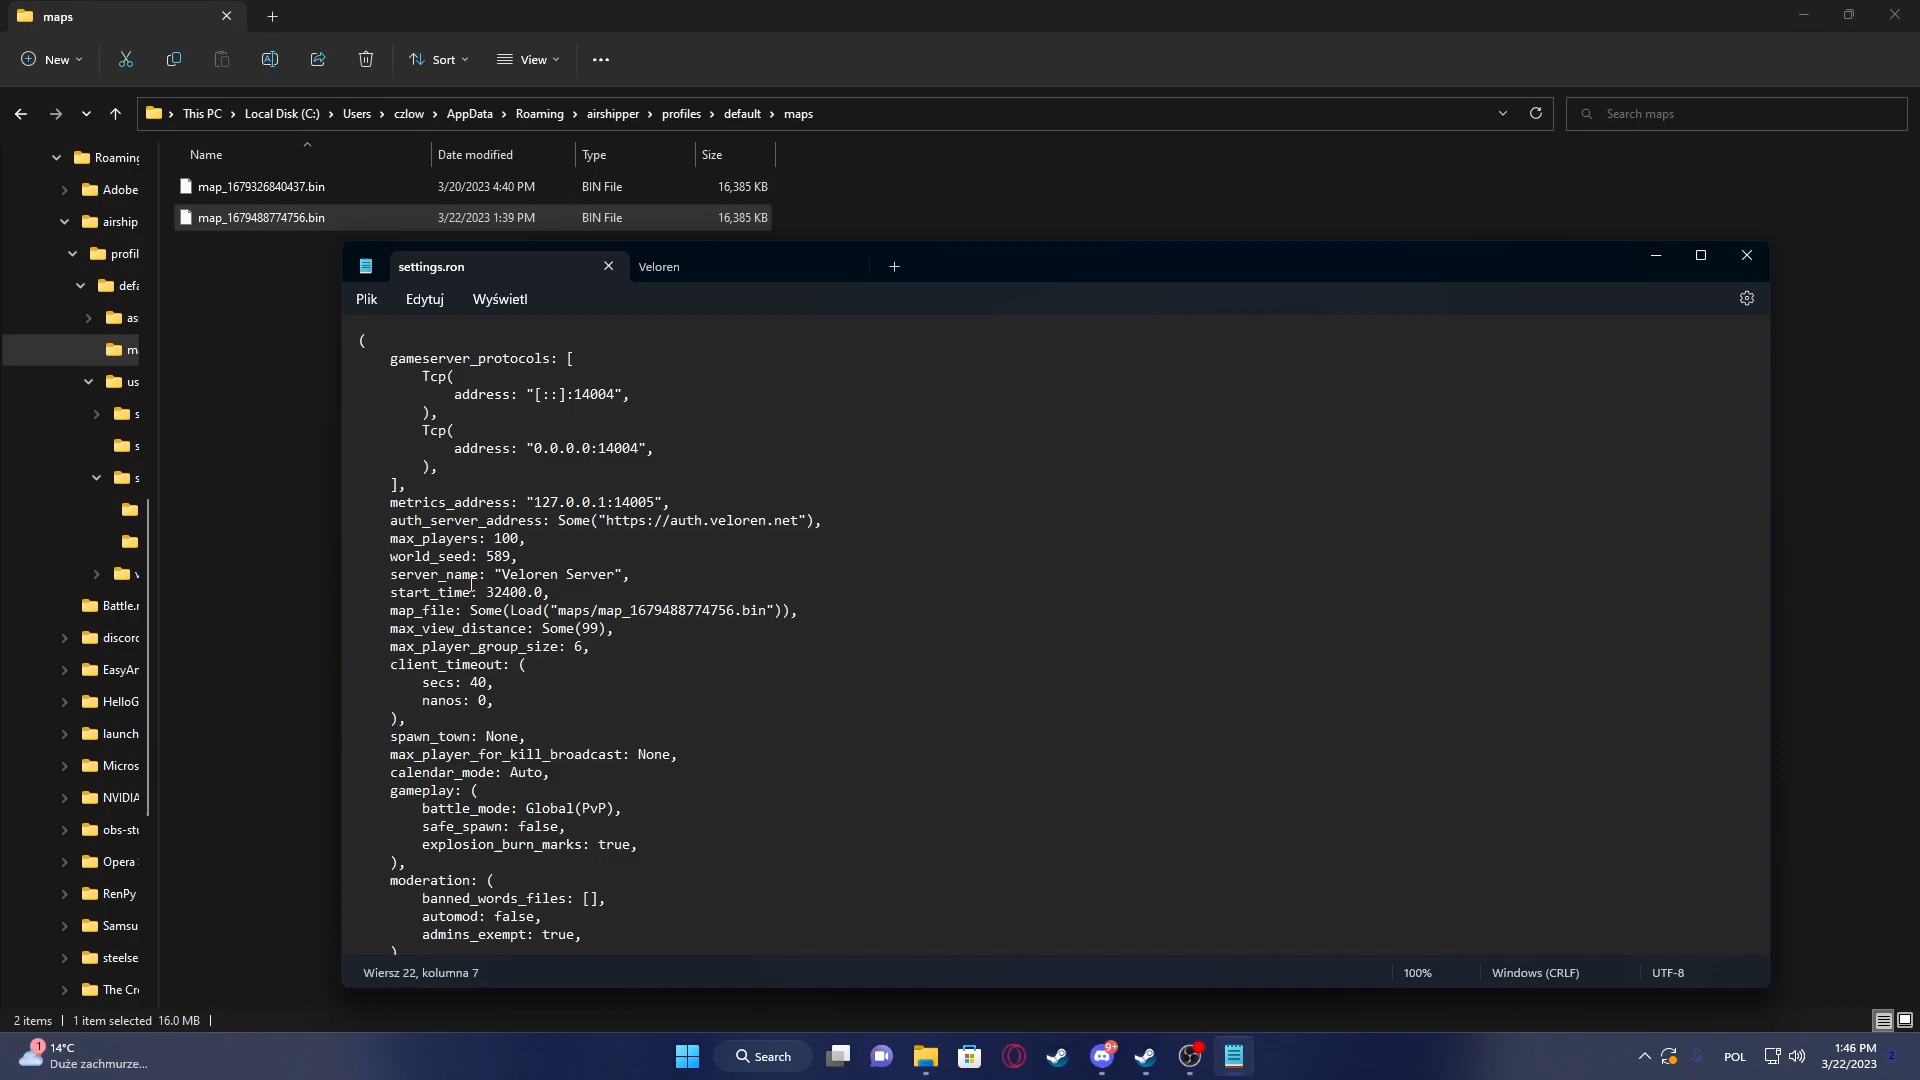 maps
New
Sort
View
This PC
Local Disk (C:)
Users
czlow
AppData
Roaming
airshipper
profiles
default
maps
Search maps
Name
Date modified
Type
Size
map_1679326840437.bin
3/20/2023 4:40 PM
BIN File
16,385 KB
map_1679488774756.bin
3/22/2023 1:39 PM
BIN File
16,385 KB
Roaming
Adobe
airship
profil
defa
as
m
us
s
s
s
v
Battle.r
discord
EasyAn
HelloG
launch
Micros
NVIDIA
obs-stu
Opera
RenPy
Samsu
steelse
The Cr
settings.ron
Veloren
Plik
Edytuj
Wyświetl
(
gameserver_protocols: [
Tcp(
address: "[::]:14004",
),
Tcp(
address: "0.0.0.0:14004",
),
],
metrics_address: "127.0.0.1:14005",
auth_server_address: Some("https://auth.veloren.net"),
max_players: 100,
world_seed: 589,
server_name: "Veloren Server",
start_time: 32400.0,
map_file: Some(Load("maps/map_1679488774756.bin")),
max_view_distance: Some(99),
max_player_group_size: 6,
client_timeout: (
secs: 40,
nanos: 0,
),
spawn_town: None,
max_player_for_kill_broadcast: None,
calendar_mode: Auto,
gameplay: (
battle_mode: Global(PvP),
safe_spawn: false,
explosion_burn_marks: true,
),
moderation: (
banned_words_files: [],
automod: false,
admins_exempt: true,
)
Wiersz 22, kolumna 7
100%
Windows (CRLF)
UTF-8
2 items
1 item selected 16.0 MB
1
14°C
Duże zachmurze...
Search
9+
POL
1:46 PM
3/22/2023
2